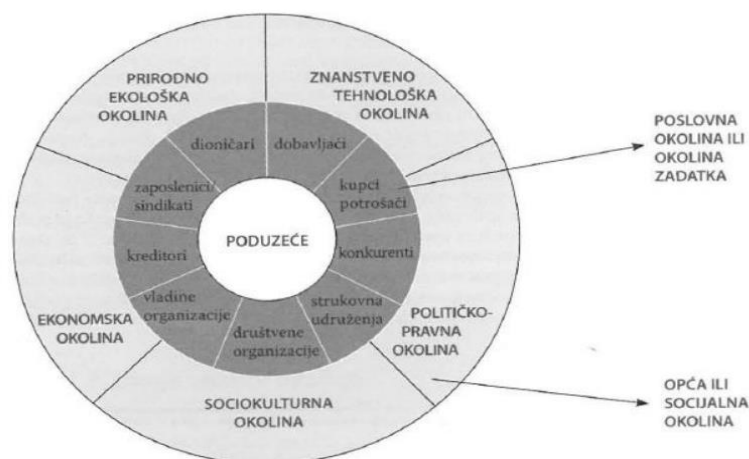 PRIRODNO
EKOLOŠKA
OKOLINA
ZNANSTVENO
TEHNOLOŠKA
OKOLINA
POSLOVNA
OKOLINA ILI
OKOLINA
ZADATKA
dioničari
dobavljači
zaposlenici/
sindikati
kupci
potrošači
PODUZEĆE
kreditori
konkurenti
vladine
organizacije
strukovna
udruženja
društvene
organizacije
EKONOMSKA
OKOLINA
POLITIČKO-
PRAVNA
OKOLINA
SOCIOKULTURNA
OKOLINA
OPĆA ILI
SOCIJALNA
OKOLINA